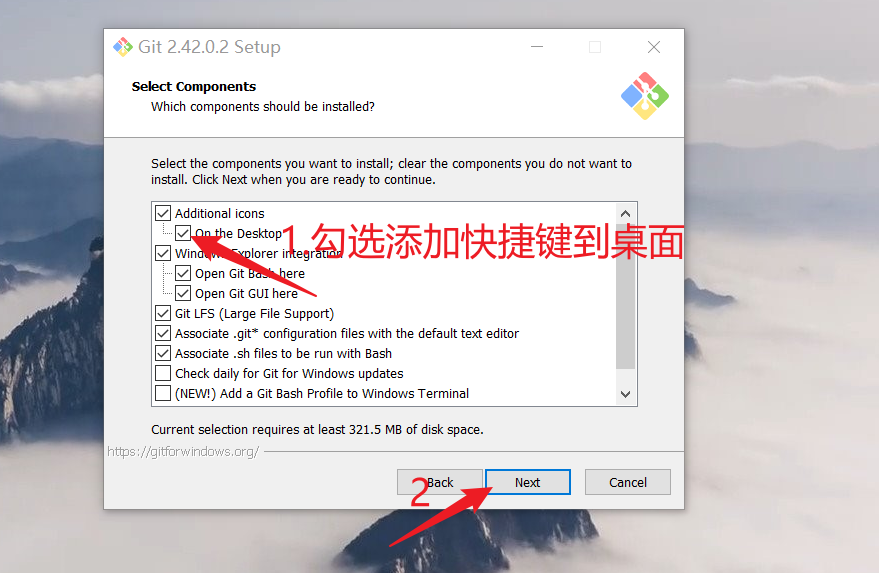 Git 2.42.0.2 Setup
Select Components
Which components should be installed?
Select the components you want to install; clear the components you do not want to
install. Click Next when you are ready to continue.
Additional icons
On the Desktop
1.勾选添加快捷键到桌面
Windows Explorer integration
Open Git Bash here
Open Git GUI here
Git LFS (Large File Support)
Associate .git* configuration files with the default text editor
Associate .sh files to be run with Bash
Check daily for Git for Windows updates
(NEW!) Add a Git Bash Profile to Windows Terminal
Current selection requires at least 321.5 MB of disk space.
https://gitforwindows.org/
Back
Next
Cancel
2